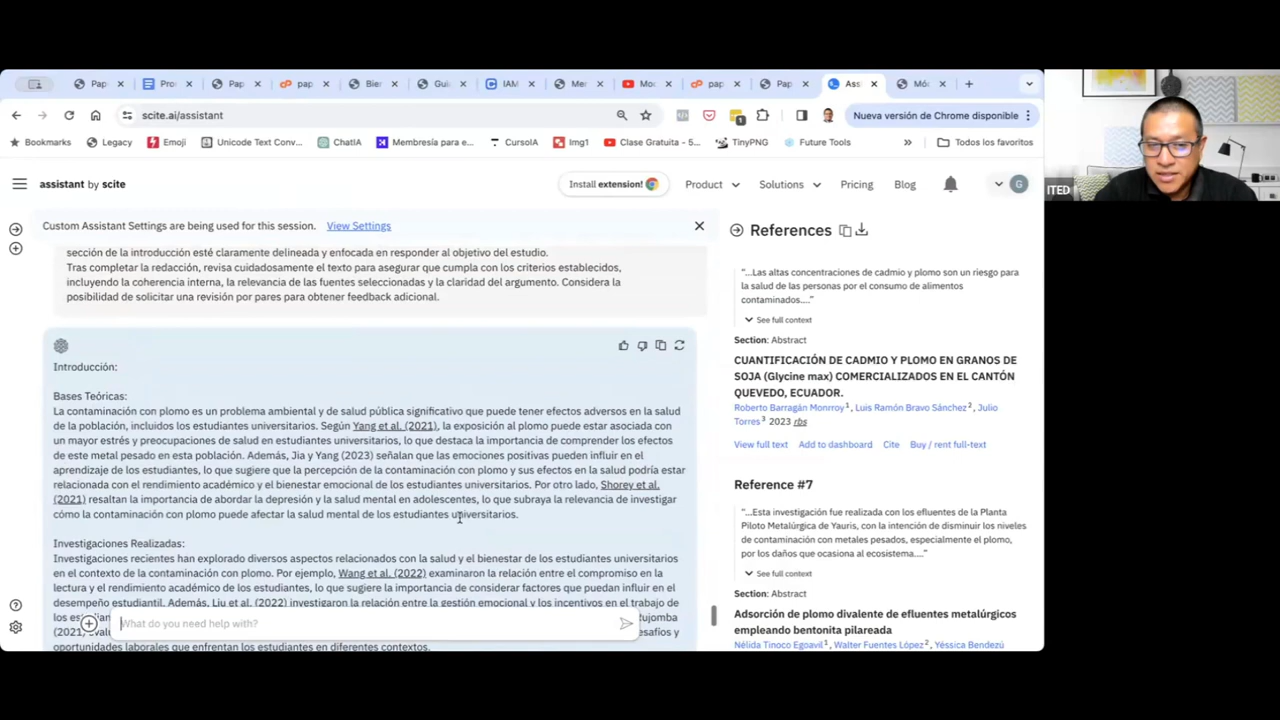 Pap
Pro
Pap
pap
Bie
Gui
IAM
Me
Mo
pap
Pap
Ass
Mó
scite.ai/assistant
1
Nueva versión de Chrome disponible
Bookmarks
Legacy
Emoji
Unicode Text Conv...
ChatIA
Membresía para e...
CursoIA
Img1
Clase Gratuita - 5...
TinyPNG
Future Tools
»
Todos los favoritos
assistant by scite
Install extension!
Product
Solutions
Pricing
Blog
G
ITED
Custom Assistant Settings are being used for this session. View Settings
sección de la introducción esté claramente delineada y enfocada en responder al objetivo del estudio.
Tras completar la redacción, revisa cuidadosamente el texto para asegurar que cumpla con los criterios establecidos,
incluyendo la coherencia interna, la relevancia de las fuentes seleccionadas y la claridad del argumento. Considera la
posibilidad de solicitar una revisión por pares para obtener feedback adicional.
Introducción:
Bases Teóricas:
La contaminación con plomo es un problema ambiental y de salud pública significativo que puede tener efectos adversos en la salud
de la población, incluidos los estudiantes universitarios. Según Yang et al. (2021), la exposición al plomo puede estar asociada con
un mayor estrés y preocupaciones de salud en estudiantes universitarios, lo que destaca la importancia de comprender los efectos
de este metal pesado en esta población. Además, Jia y Yang (2023) señalan que las emociones positivas pueden influir en el
aprendizaje de los estudiantes, lo que sugiere que la percepción de la contaminación con plomo y sus efectos en la salud podría estar
relacionada con el rendimiento académico y el bienestar emocional de los estudiantes universitarios. Por otro lado, Shorey et al.
(2021) resaltan la importancia de abordar la depresión y la salud mental en adolescentes, lo que subraya la relevancia de investigar
cómo la contaminación con plomo puede afectar la salud mental de los estudiantes universitarios.
Investigaciones Realizadas:
Investigaciones recientes han explorado diversos aspectos relacionados con la salud y el bienestar de los estudiantes universitarios
en el contexto de la contaminación con plomo. Por ejemplo, Wang et al. (2022) examinaron la relación entre el compromiso en la
lectura y el rendimiento académico de los estudiantes, lo que sugiere la importancia de considerar factores que puedan influir en el
desempeño estudiantil. Además, Liu et al. (2022) investigaron la relación entre la gestión emocional y los incentivos en el trabajo de
los
tujomba
(2021)
What do you need help with?
oportunidades laborales que enfrentan los estudiantes en diferentes contextos.
References
"...Las altas concentraciones de cadmio y plomo son un riesgo para
la salud de las personas por el consumo de alimentos
contaminados...."
See full context
Section: Abstract
CUANTIFICACIÓN DE CADMIO Y PLOMO EN GRANOS
DE SOJA (Glycine max) COMERCIALIZADOS EN EL CANTÓN
QUEVEDO, ECUADOR.
Roberto Barragán Monrroy 1, Luis Ramón Bravo Sánchez 2, Julio
Torres 3 2023 rbs
View full text Add to dashboard Cite Buy / rent full-text
Reference #7
"...Esta investigación fue realizada con los efluentes de la Planta
Piloto Metalúrgica de Yauris, con la intención de disminuir los niveles
de contaminación con metales pesados, especialmente el plomo,
por los daños que ocasiona al ecosistema...."
See full context
Section: Abstract
Adsorción de plomo divalente de efluentes metalúrgicos
empleando bentonita pilareada
Nélida Tinoco Egoavil 1, Walter Fuentes López 2, Yéssica Bendezú